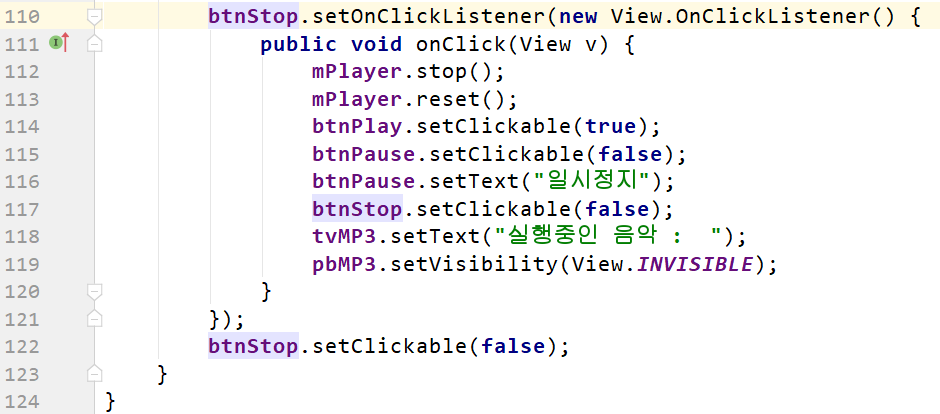 110 btnStop.setOnClickListener(new View.OnClickListener() {
111 public void onClick(View v) {
112 mPlayer.stop();
113 mPlayer.reset();
114 btnPlay.setClickable(true);
115 btnPause.setClickable(false);
116 btnPause.setText("일시정지");
117 btnStop.setClickable(false);
118 tvMP3.setText("실행중인 음악 :  ");
119 pbMP3.setVisibility(View.INVISIBLE);
120 }
121 });
122 btnStop.setClickable(false);
123 }
124 }